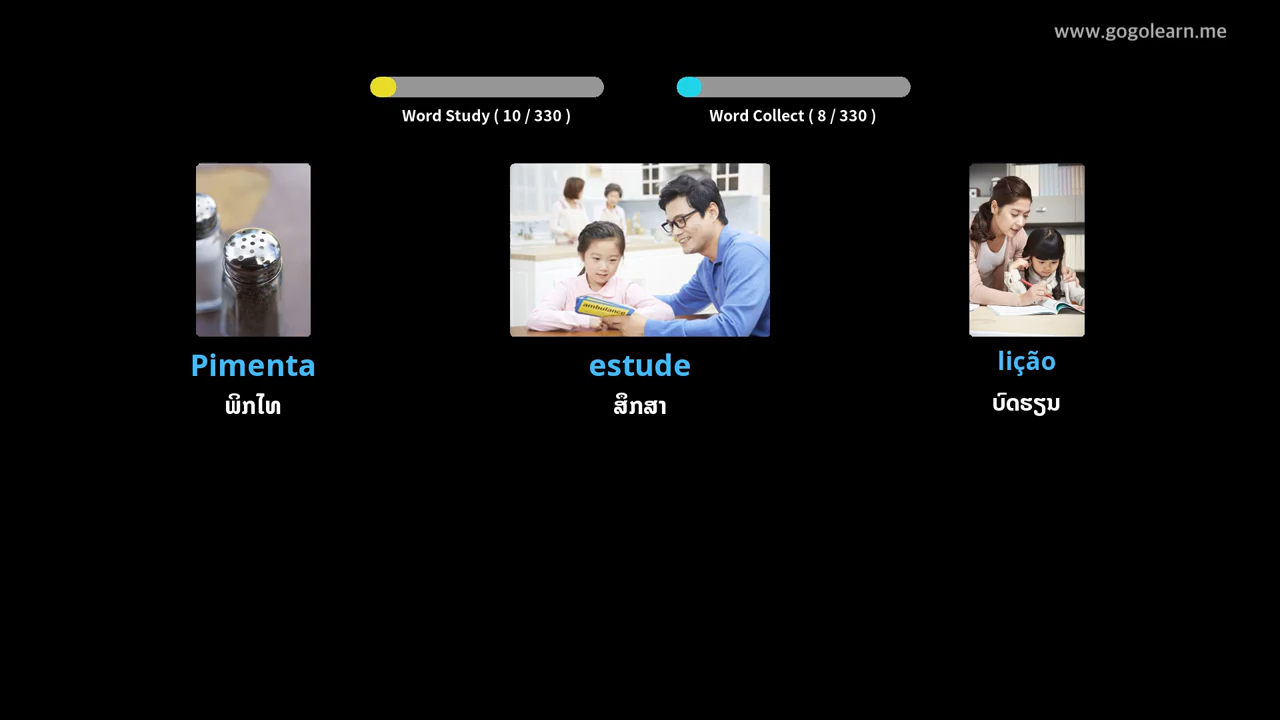 www.gogolearn.me
Word Study ( 10 / 330 )
Word Collect ( 8 / 330 )
ambulance
Pimenta
estude
lição
ພິກໄທ
ສຶກສາ
ບົດຮຽນ